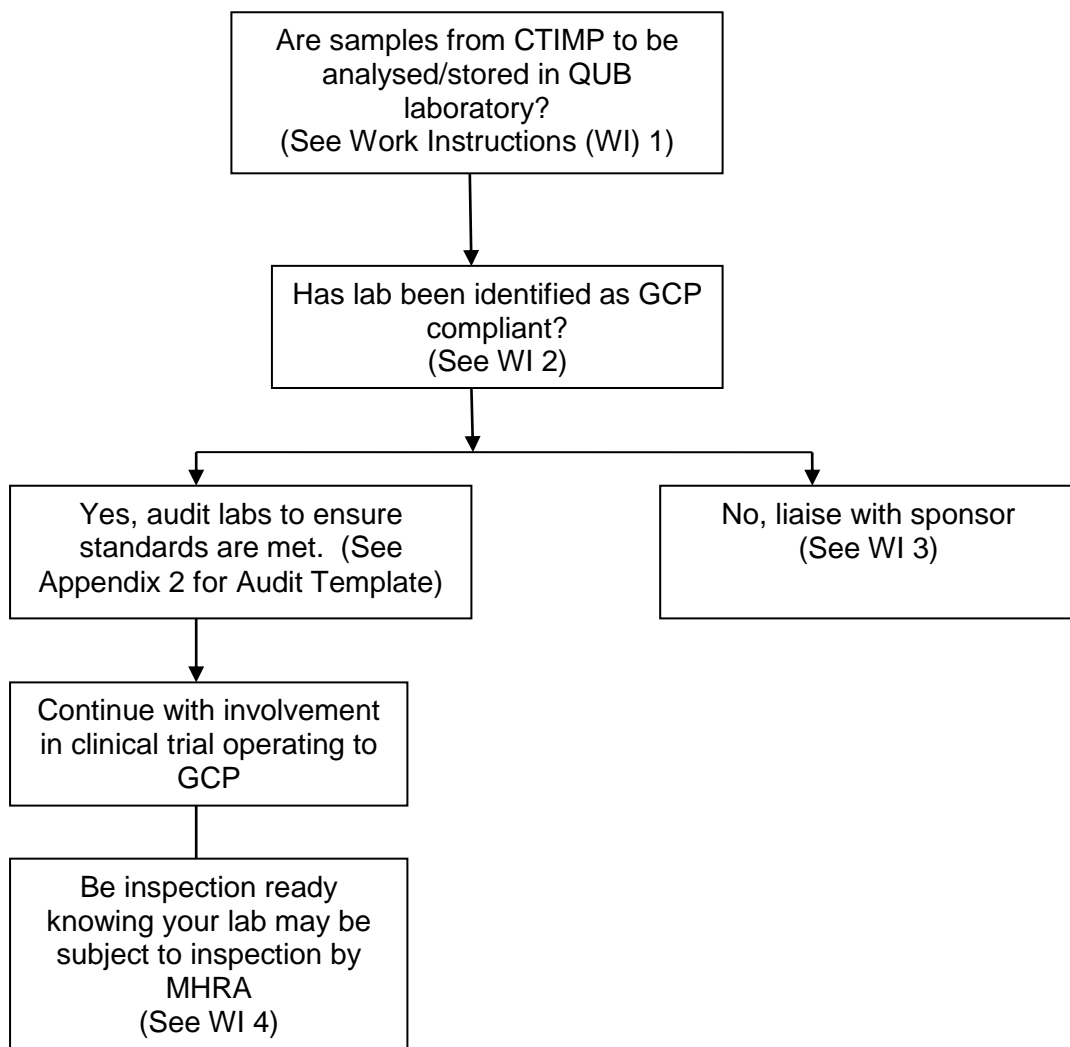 Are samples from CTIMP to be
analysed/stored in QUB
laboratory?
(See Work Instructions (WI) 1)
Has lab been identified as GCP
compliant?
(See WI 2)
Yes, audit labs to ensure
standards are met.  (See
Appendix 2 for Audit Template)
No, liaise with sponsor
(See WI 3)
Continue with involvement
in clinical trial operating to
GCP
Be inspection ready
knowing your lab may be
subject to inspection by
MHRA
(See WI 4)